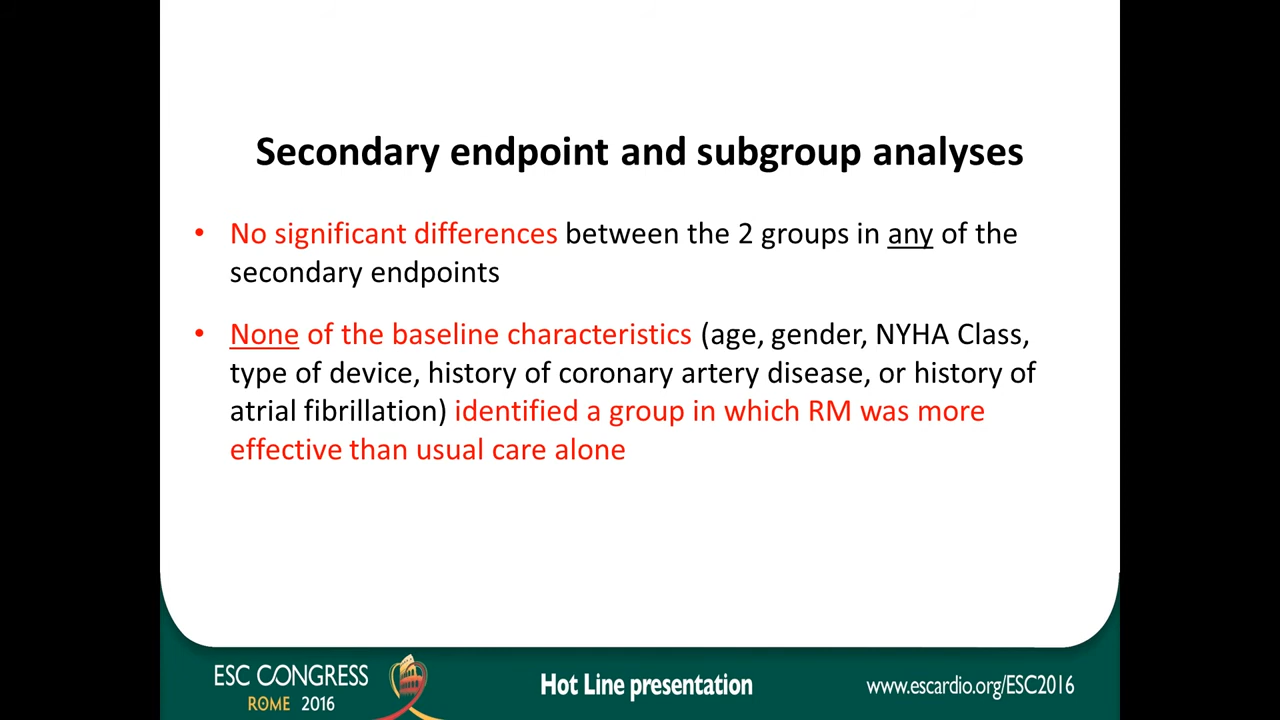 Secondary endpoint and subgroup analyses
• No significant differences between the 2 groups in any of the
secondary endpoints
• None of the baseline characteristics (age, gender, NYHA Class,
type of device, history of coronary artery disease, or history of
atrial fibrillation) identified a group in which RM was more
effective than usual care alone
ESC CONGRESS
ROME 2016
Hot Line presentation
www.escardio.org/ESC2016